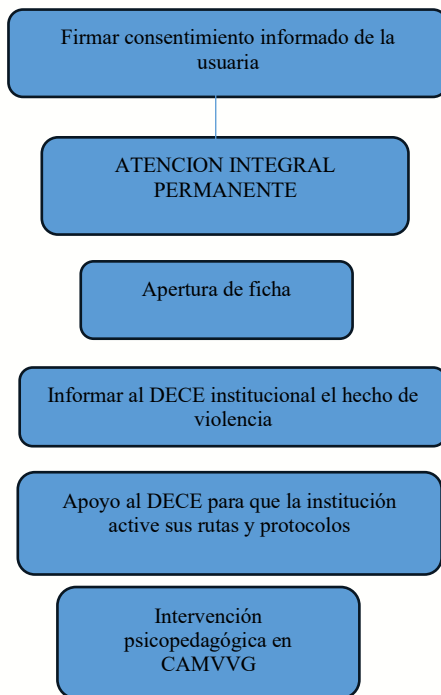 Firmar consentimiento informado de la
usuaria
ATENCION INTEGRAL
PERMANENTE
Apertura de ficha
Informar al DECE institucional el hecho de
violencia
Apoyo al DECE para que la institución
active sus rutas y protocolos
Intervención
psicopedagógica en
CAMVVG